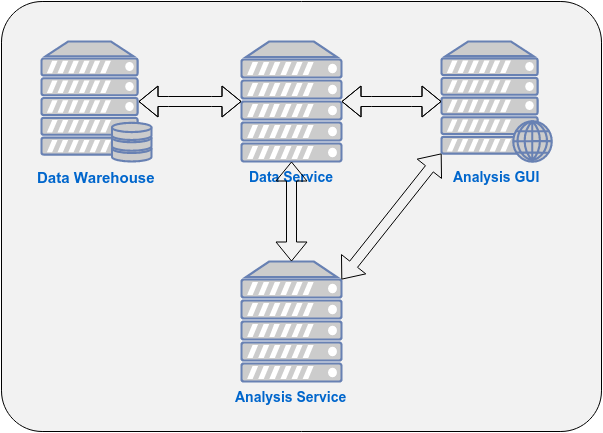 Data Warehouse
Data Service
Analysis GUI
Analysis Service